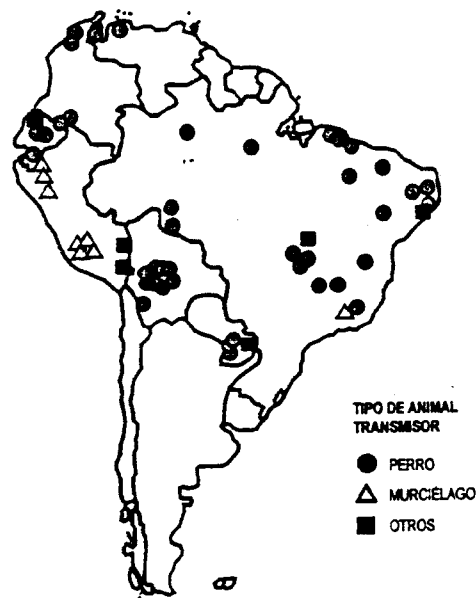 TIPO DE ANIMAL
TRANSMISOR
PERRO
MURCIÉLAGO
OTROS